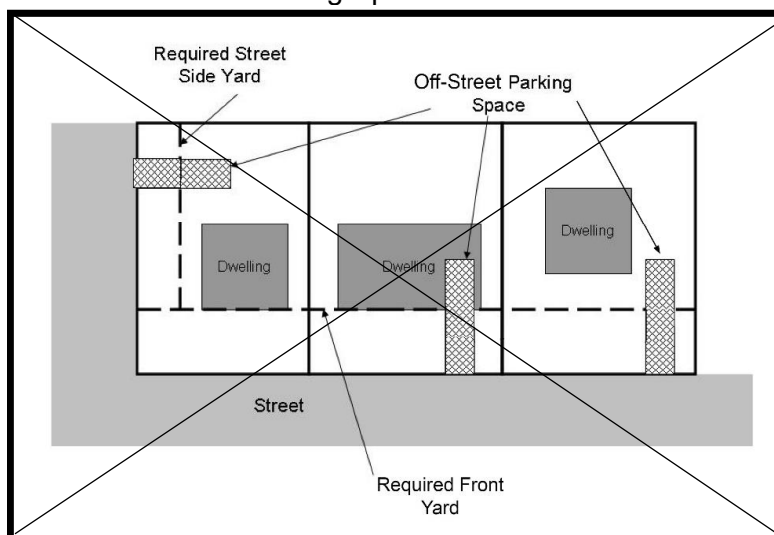 Required Street
Side Yard
Off-Street Parking
Space
Dwelling
Dwelling
Dwelling
Street
Required Front
Yard